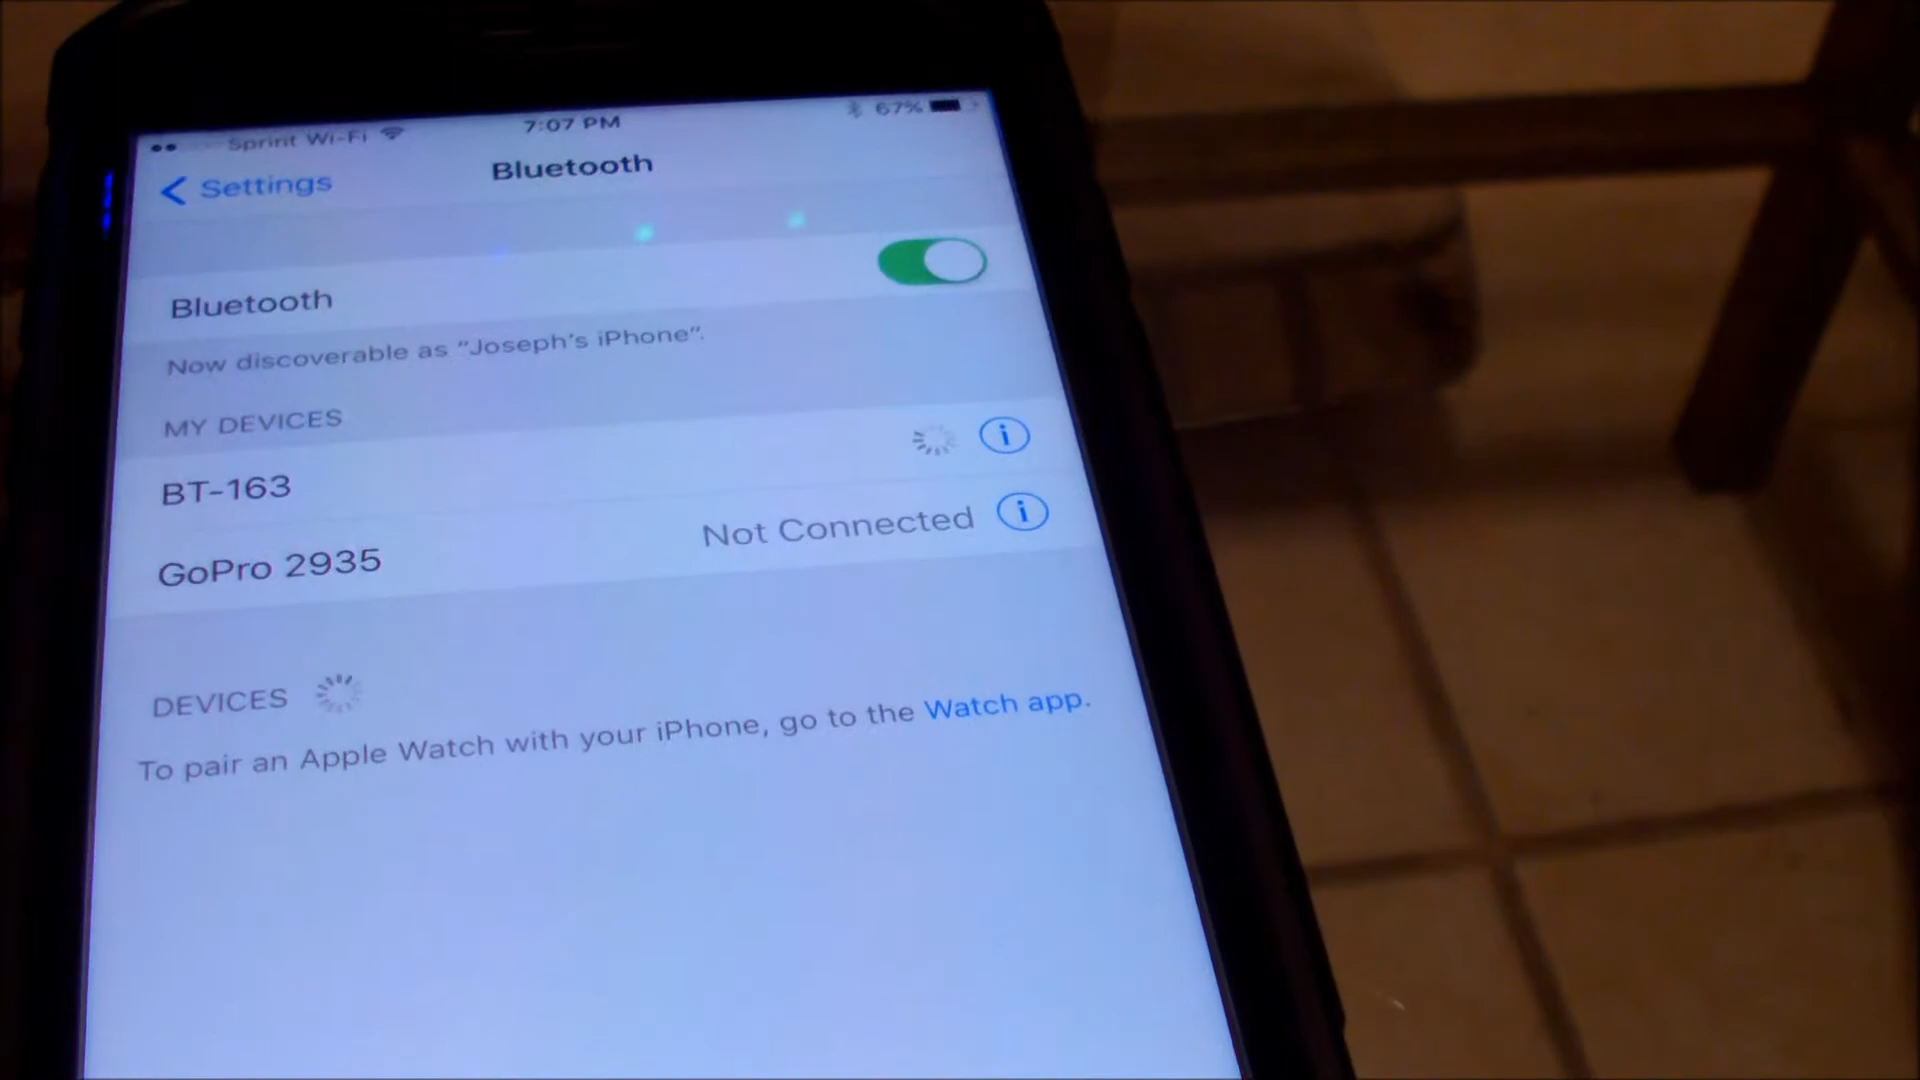 Sprint Wi-Fi 7:07 PM 67%
Settings Bluetooth
Bluetooth
Now discoverable as “Joseph’s iPhone”.
MY DEVICES
BT-163
GoPro 2935 Not Connected
DEVICES
To pair an Apple Watch with your iPhone, go to the Watch app.